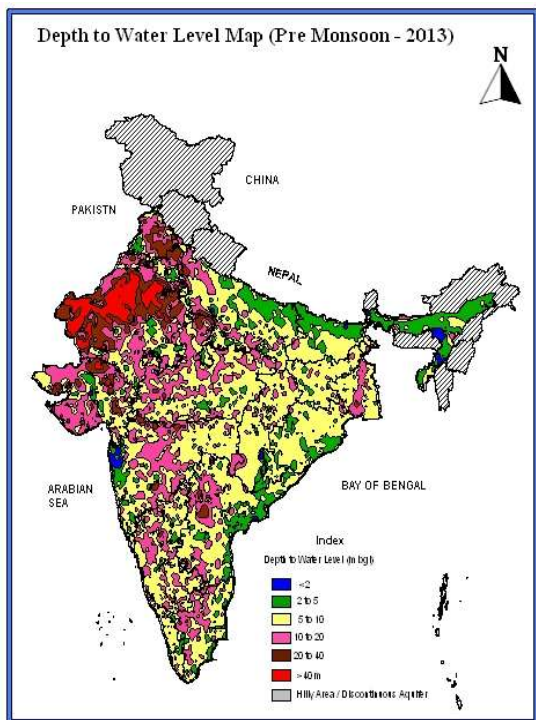 Depth to Water Level Map (Pre Monsoon - 2013)
N
CHINA
PAKISTN
NEPAL
ARABIAN
SEA
BAY OF BENGAL
Index
Depth to Water Level (m bgl)
<2
2 to 5
5 to 10
10 to 20
20 to 40
>40 m
Hilly Area / Discontinuous Aquifer